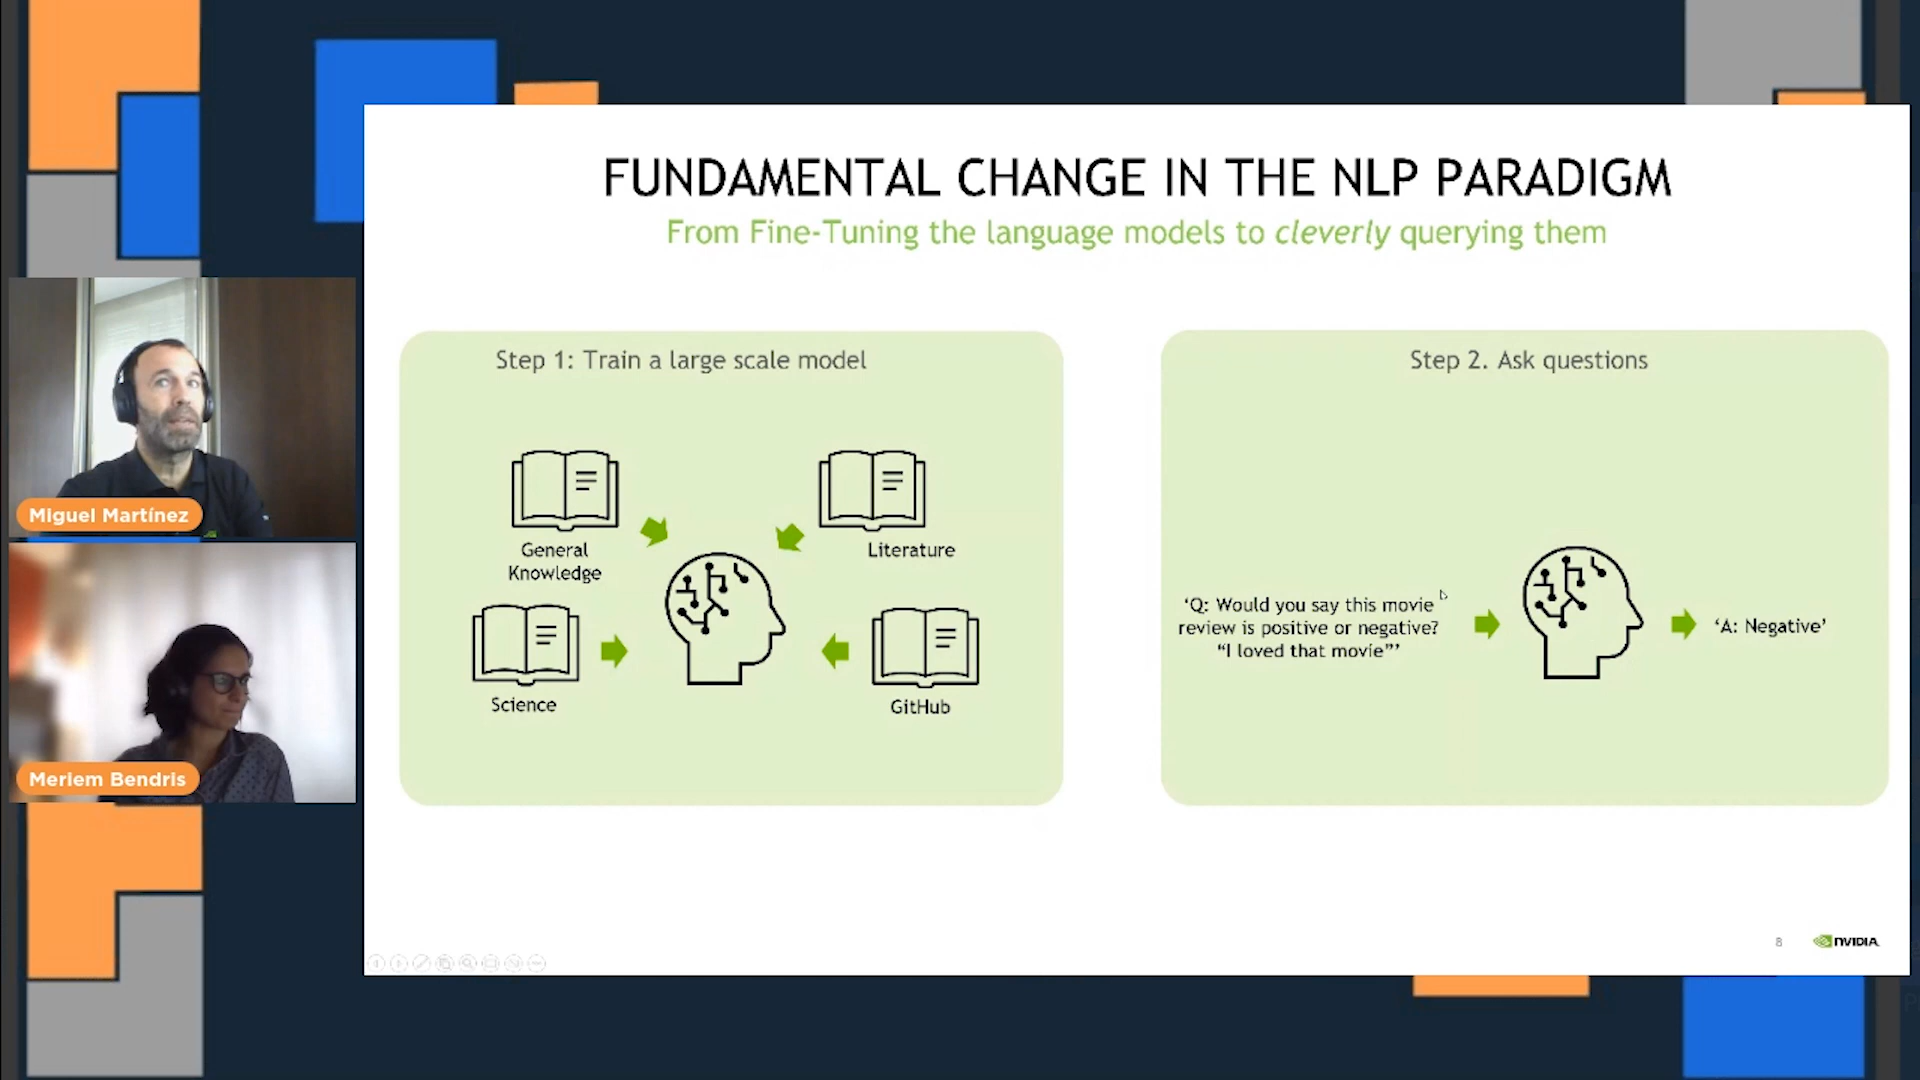 FUNDAMENTAL CHANGE IN THE NLP PARADIGM
From Fine-Tuning the language models to cleverly querying them
Step 1: Train a large scale model
General
Knowledge
Literature
Science
GitHub
Step 2. Ask questions
‘Q: Would you say this movie
review is positive or negative?
“I loved that movie”’
‘A: Negative’
Miguel Martínez
Meriem Bendris
8
NVIDIA